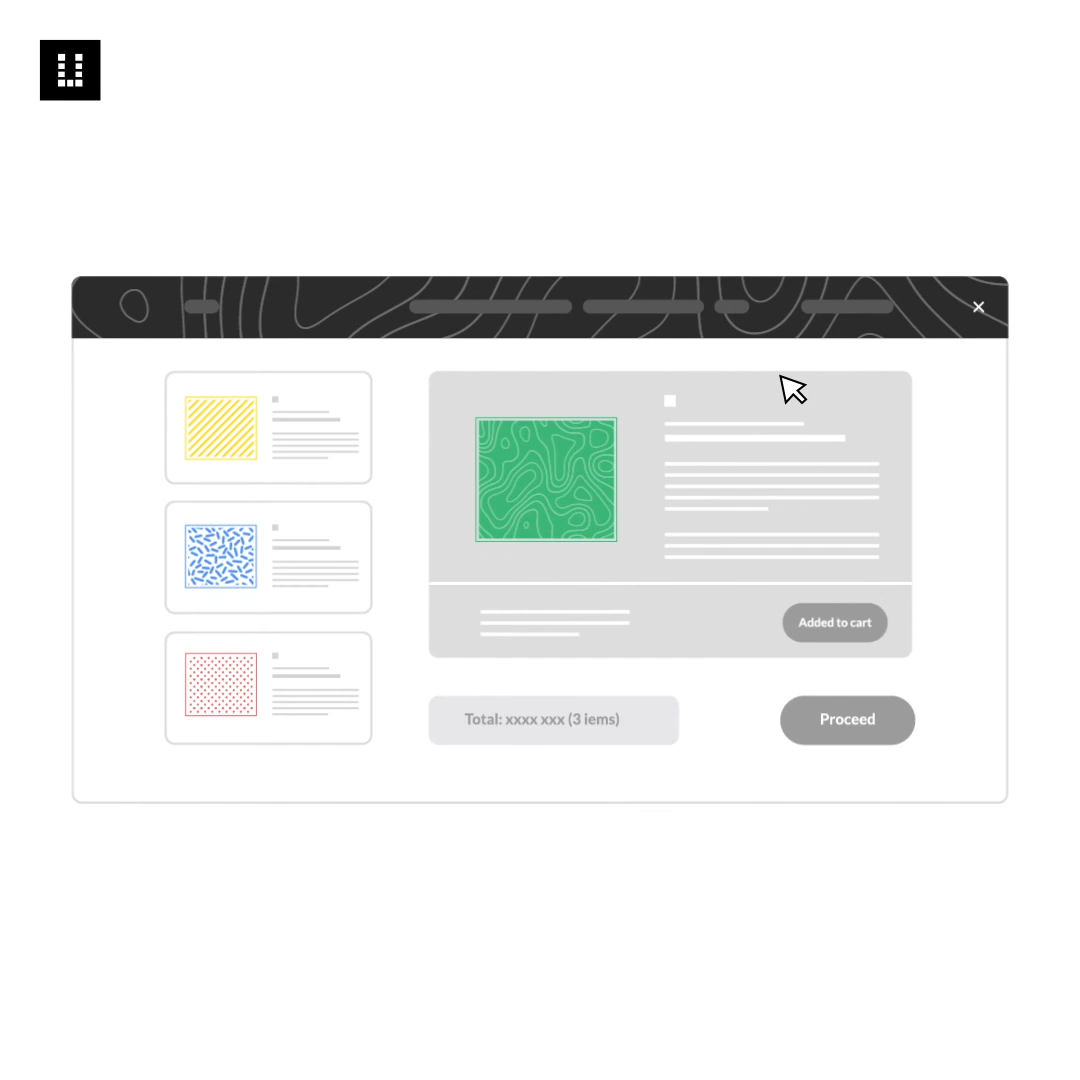 U
Added to cart
Total: xxxx xxx (3 iems)
Proceed